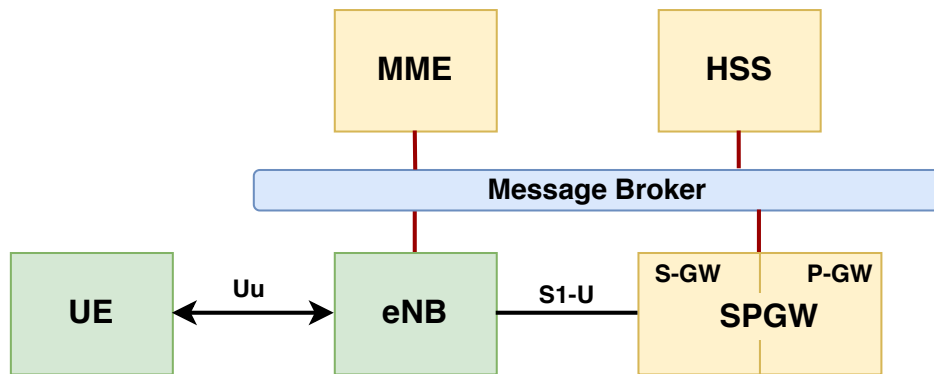 MME
HSS
Message Broker
UE
Uu
eNB
S1-U
S-GW
P-GW
SPGW